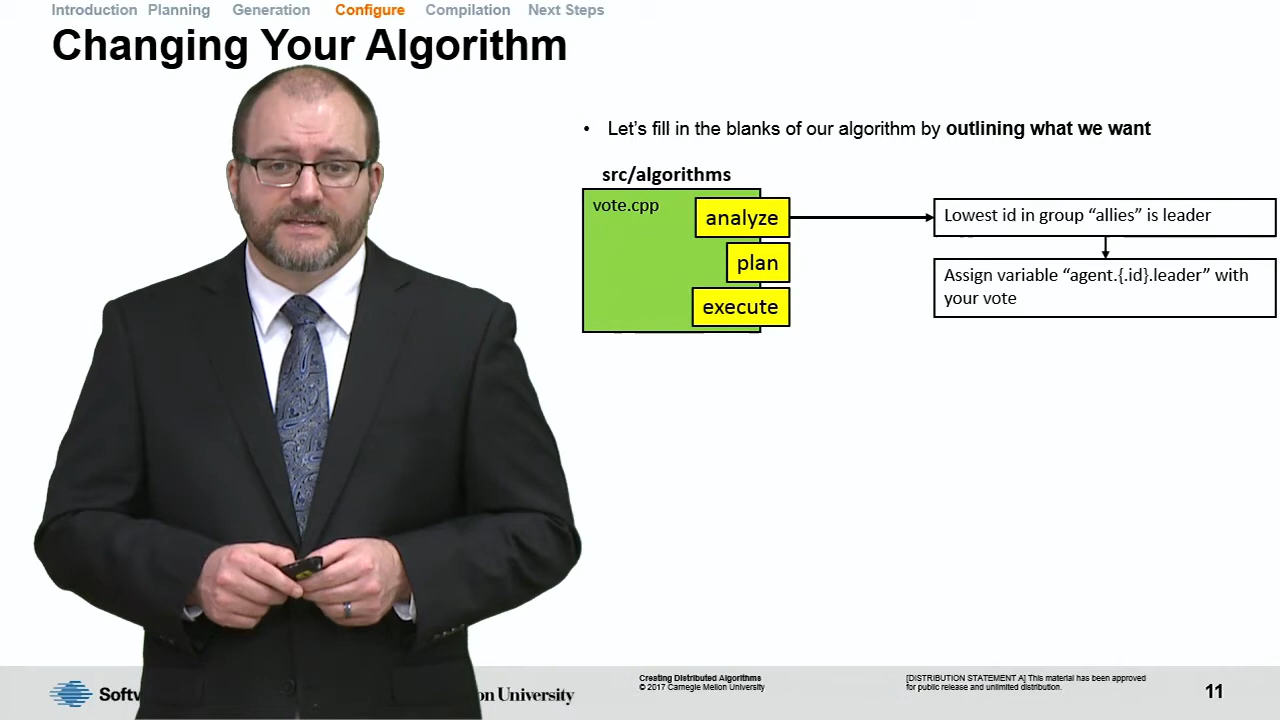 Introduction Planning Generation Configure Compilation Next Steps
Changing Your Algorithm
• Let's fill in the blanks of our algorithm by outlining what we want
src/algorithms
vote.cpp
analyze
plan
execute
Lowest id in group “allies” is leader
Assign variable “agent.{.id}.leader” with
your vote
University
Creating Distributed Algorithms
© 2017 Carnegie Mellon University
[DISTRIBUTION STATEMENT A] This material has been approved
for public release and unlimited distribution.
11